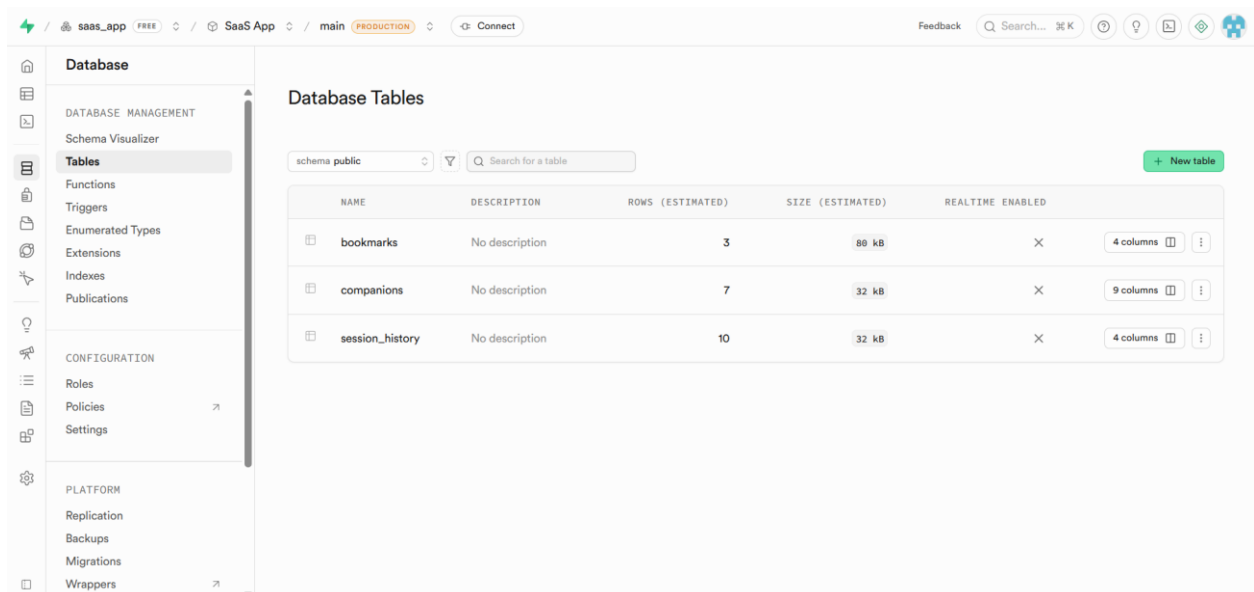 / saas_app FREE / SaaS App / main PRODUCTION Connect Feedback Search... ⌘ K
Database
DATABASE MANAGEMENT
Schema Visualizer
Tables
Functions
Triggers
Enumerated Types
Extensions
Indexes
Publications
CONFIGURATION
Roles
Policies
Settings
PLATFORM
Replication
Backups
Migrations
Wrappers
Database Tables
schema public Search for a table + New table
NAME DESCRIPTION ROWS (ESTIMATED) SIZE (ESTIMATED) REALTIME ENABLED
bookmarks No description 3 80 kB 4 columns
companions No description 7 32 kB 9 columns
session_history No description 10 32 kB 4 columns